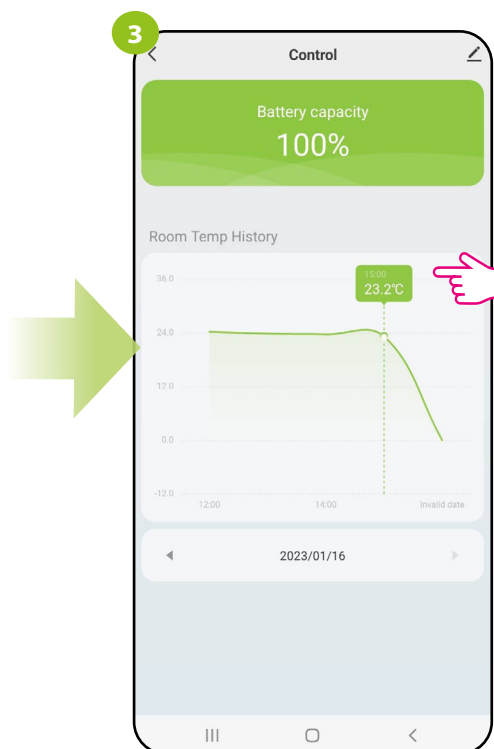 3
Control
Battery capacity
100%
Room Temp History
36.0
15:00
23.2℃
24.0
12.0
0.0
-12.0
12:00 14:00 Invalid date
2023/01/16